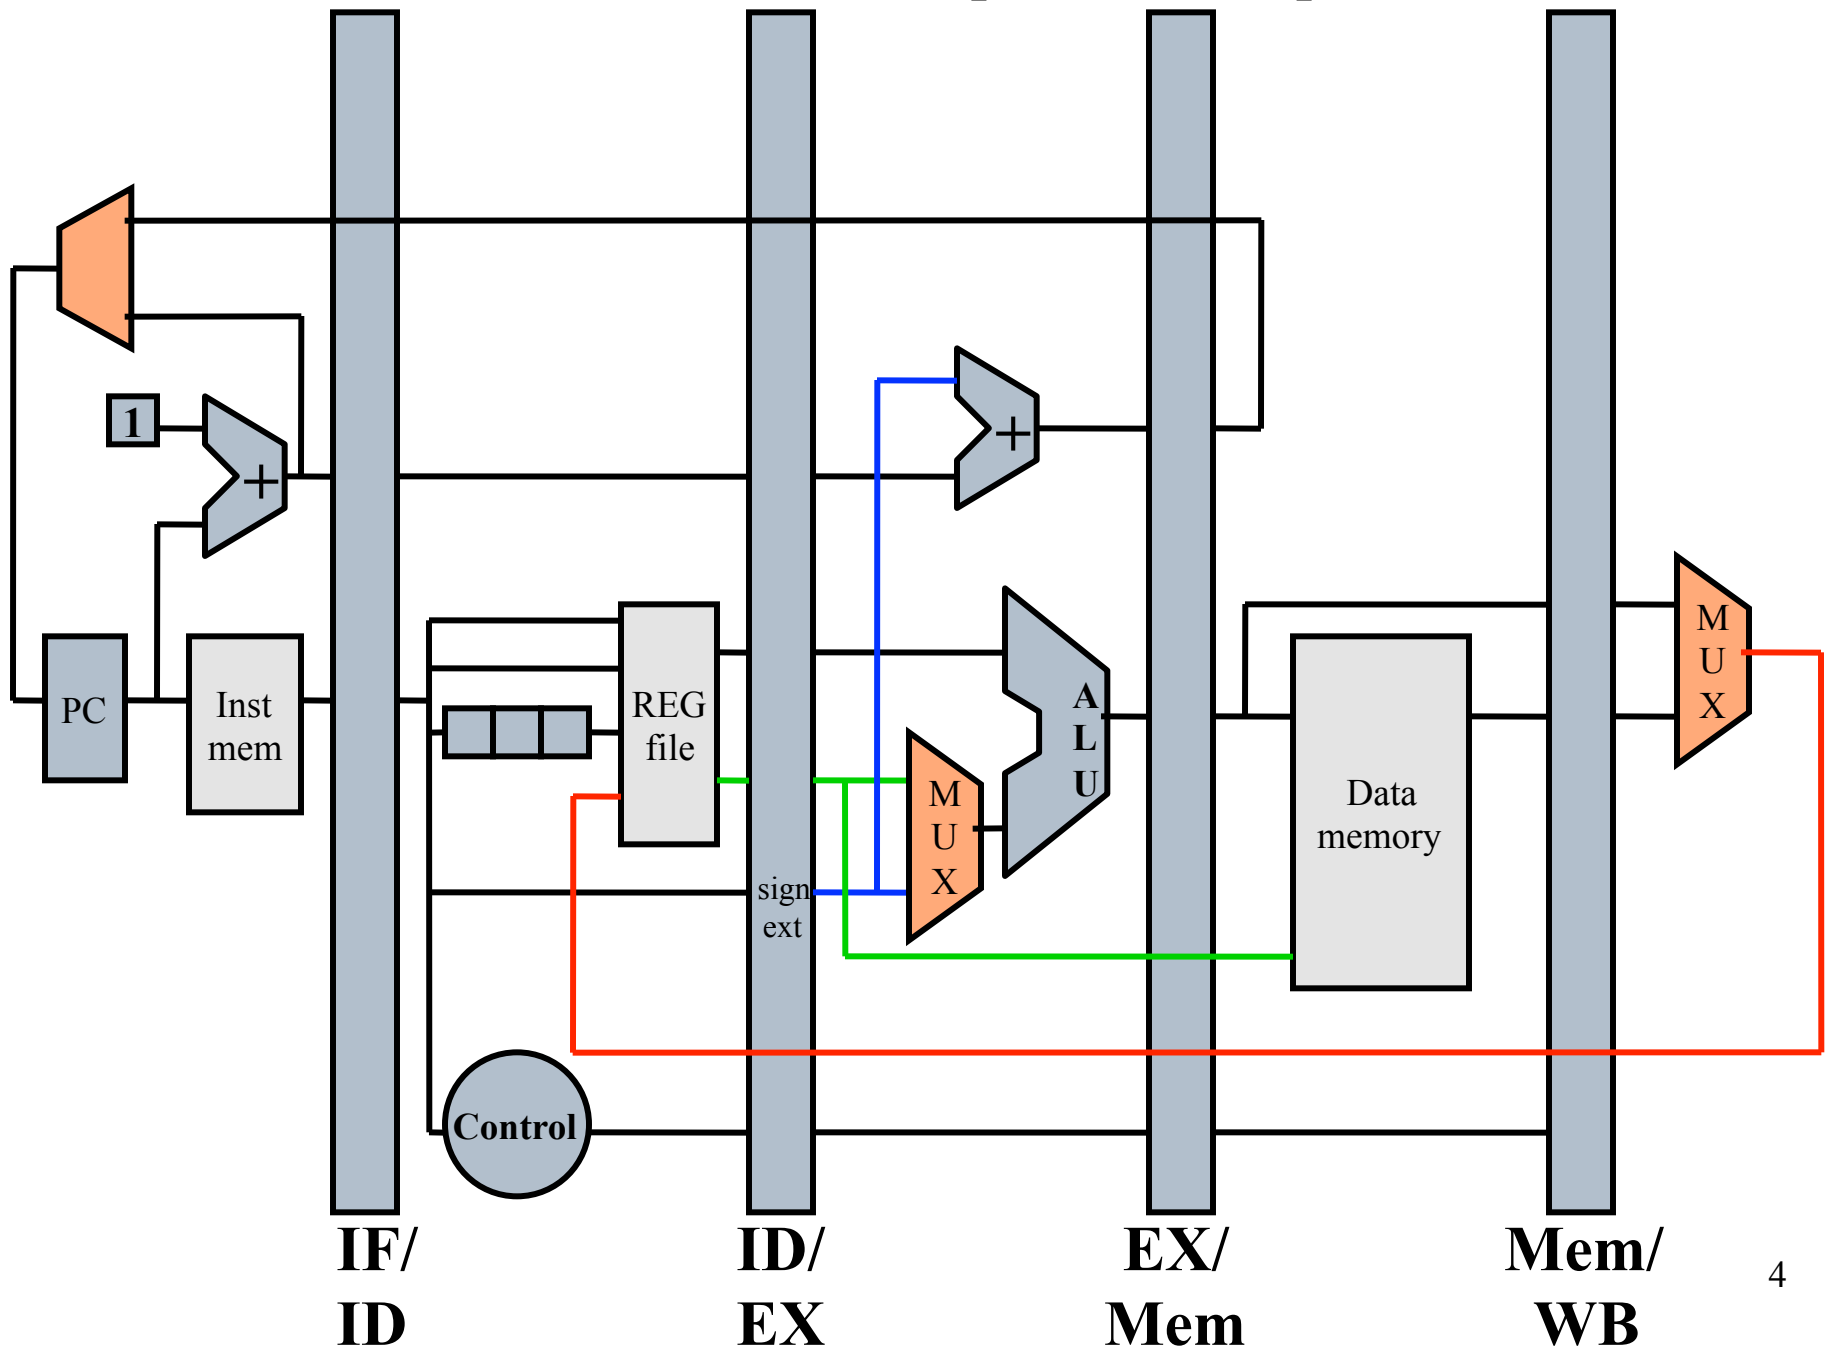 1
+
+
PC
Inst
mem
REG
file
sign
ext
M
U
X
A
L
U
Data
memory
M
U
X
Control
IF/
ID
ID/
EX
EX/
Mem
Mem/
WB
4